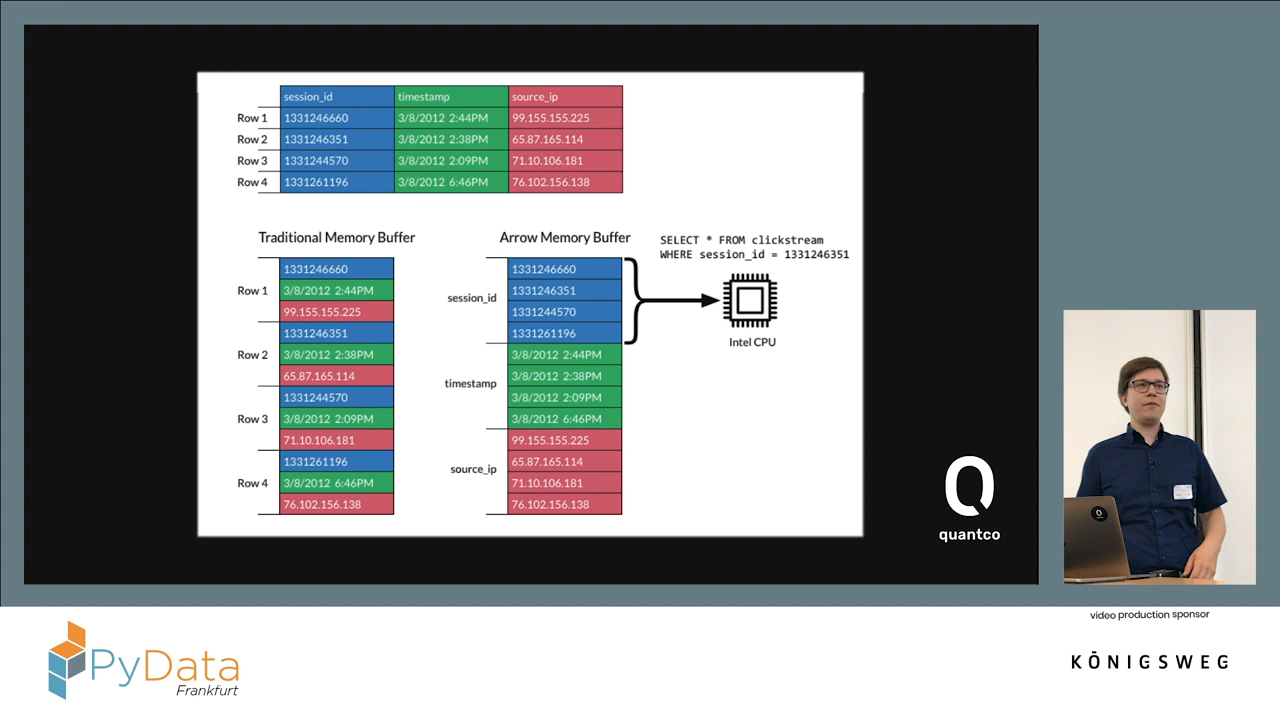 session_id timestamp source_ip
Row 1 1331246660 3/8/2012 2:44PM 99.155.155.225
Row 2 1331246351 3/8/2012 2:38PM 65.87.165.114
Row 3 1331244570 3/8/2012 2:09PM 71.10.106.181
Row 4 1331261196 3/8/2012 6:46PM 76.102.156.138
Traditional Memory Buffer
Row 1
1331246660
3/8/2012 2:44PM
99.155.155.225
Row 2
1331246351
3/8/2012 2:38PM
65.87.165.114
Row 3
1331244570
3/8/2012 2:09PM
71.10.106.181
Row 4
1331261196
3/8/2012 6:46PM
76.102.156.138
Arrow Memory Buffer
session_id
1331246660
1331246351
1331244570
1331261196
timestamp
3/8/2012 2:44PM
3/8/2012 2:38PM
3/8/2012 2:09PM
3/8/2012 6:46PM
source_ip
99.155.155.225
65.87.165.114
71.10.106.181
76.102.156.138
SELECT * FROM clickstream
WHERE session_id = 1331246351
Intel CPU
Q
quantco
PyData
Frankfurt
video production sponsor
KÖNIGSWEG